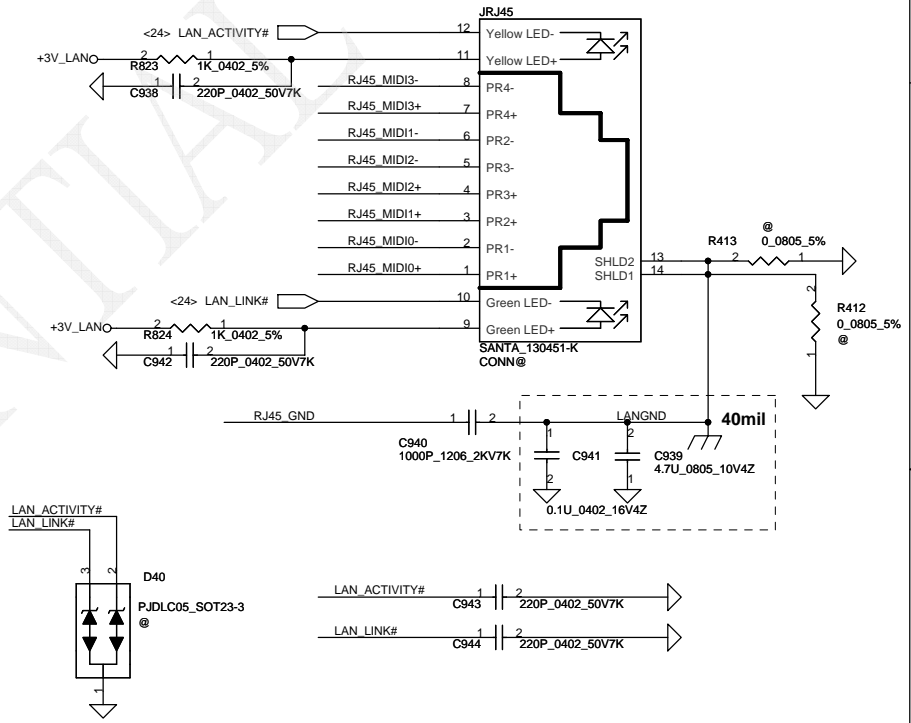 JRJ45
<24> LAN_ACTIVITY# 12 Yellow LED-
+3V_LAN 2 1 11 Yellow LED+
R823 1K_0402_5%
1 2
C938 220P_0402_50V7K
RJ45_MIDI3- 8 PR4-
RJ45_MIDI3+ 7 PR4+
RJ45_MIDI1- 6 PR2-
RJ45_MIDI2- 5 PR3-
RJ45_MIDI2+ 4 PR3+
RJ45_MIDI1+ 3 PR2+
RJ45_MIDI0- 2 PR1-
RJ45_MIDI0+ 1 PR1+
SHLD2 13
SHLD1 14
@
R413 0_0805_5%
2 1
2
R412
0_0805_5%
@
1
<24> LAN_LINK# 10 Green LED-
+3V_LAN 2 1 9 Green LED+
R824 1K_0402_5%
1 2
C942 220P_0402_50V7K
SANTA_130451-K
CONN@
RJ45_GND 1 2 LANGND 40mil
C940
1000P_1206_2KV7K
1
C941
2
0.1U_0402_16V4Z
2
C939
4.7U_0805_10V4Z
1
LAN_ACTIVITY#
LAN_LINK#
3 2
D40
PJDLC05_SOT23-3
@
1
LAN_ACTIVITY# 1 2
C943 220P_0402_50V7K
LAN_LINK# 1 2
C944 220P_0402_50V7K